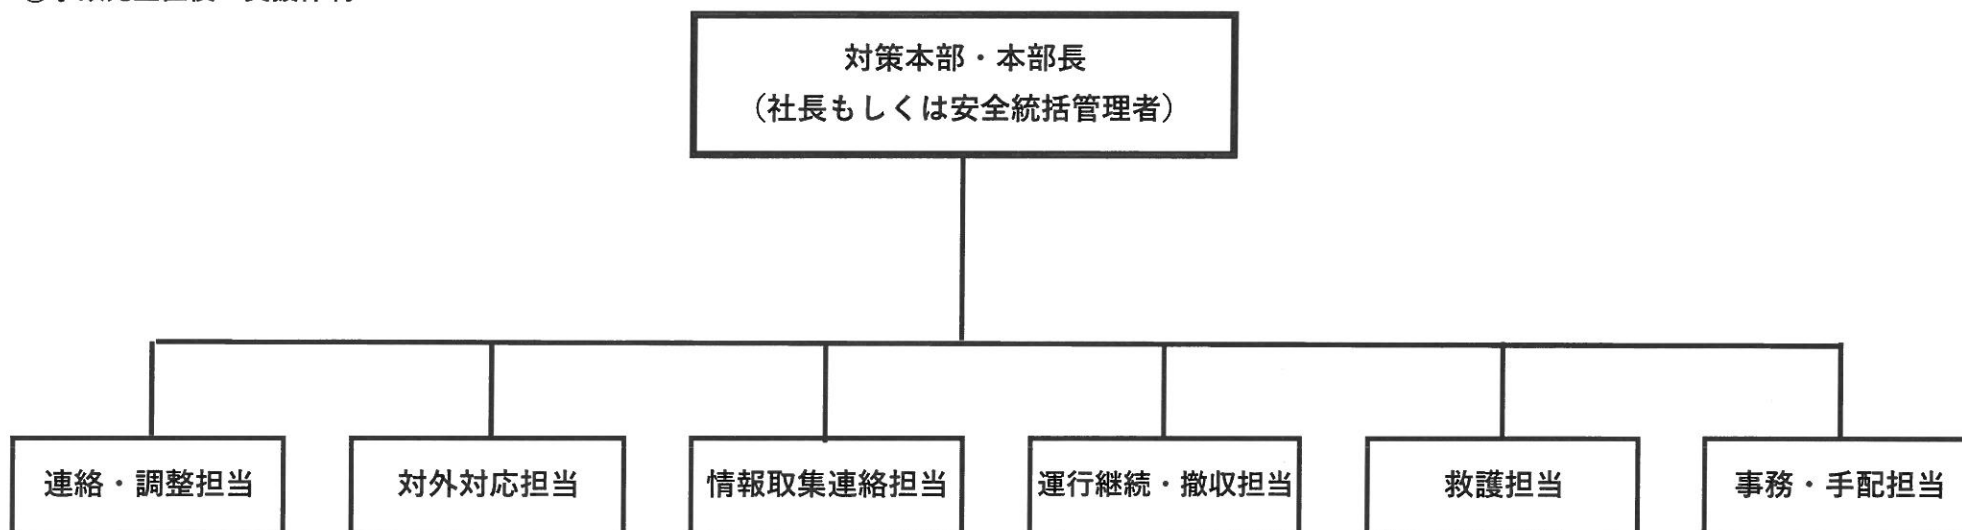 対策本部・本部長
（社長もしくは安全統括管理者）
連絡・調整担当
対外対応担当
情報取集連絡担当
運行継続・撤収担当
救護担当
事務・手配担当